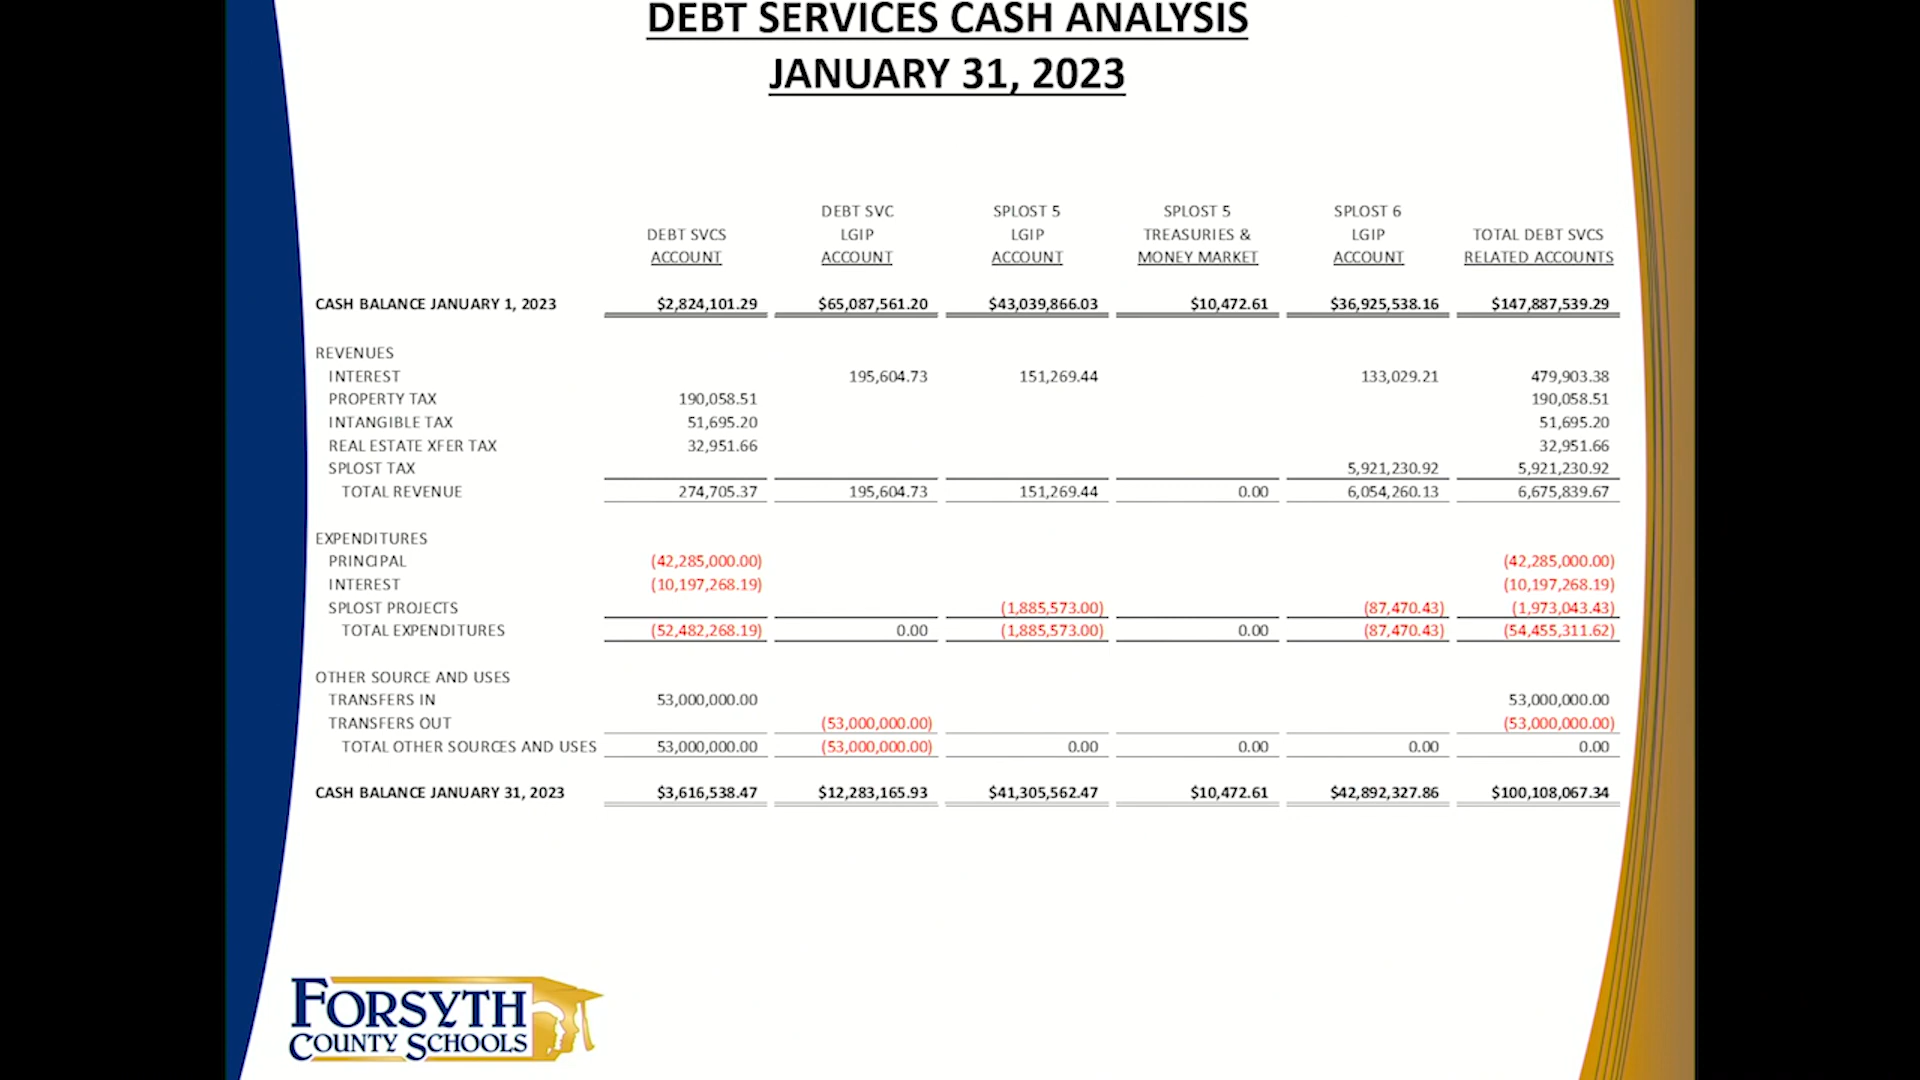 DEBT SERVICES CASH ANALYSIS
JANUARY 31, 2023
DEBT SVC SPLOST 5 SPLOST 5 SPLOST 6
DEBT SVCS LGIP LGIP TREASURIES & LGIP TOTAL DEBT SVCS
ACCOUNT ACCOUNT ACCOUNT MONEY MARKET ACCOUNT RELATED ACCOUNTS
CASH BALANCE JANUARY 1, 2023 $2,824,101.29 $65,087,561.20 $43,039,866.03 $10,472.61 $36,925,538.16 $147,887,539.29
REVENUES
INTEREST 195,604.73 151,269.44 133,029.21 479,903.38
PROPERTY TAX 190,058.51 190,058.51
INTANGIBLE TAX 51,695.20 51,695.20
REAL ESTATE XFER TAX 32,951.66 32,951.66
SPLOST TAX 5,921,230.92 5,921,230.92
TOTAL REVENUE 274,705.37 195,604.73 151,269.44 0.00 6,054,260.13 6,675,839.67
EXPENDITURES
PRINCIPAL (42,285,000.00) (42,285,000.00)
INTEREST (10,197,268.19) (10,197,268.19)
SPLOST PROJECTS (1,885,573.00) (87,470.43) (1,973,043.43)
TOTAL EXPENDITURES (52,482,268.19) 0.00 (1,885,573.00) 0.00 (87,470.43) (54,455,311.62)
OTHER SOURCE AND USES
TRANSFERS IN 53,000,000.00 53,000,000.00
TRANSFERS OUT (53,000,000.00) (53,000,000.00)
TOTAL OTHER SOURCES AND USES 53,000,000.00 (53,000,000.00) 0.00 0.00 0.00 0.00
CASH BALANCE JANUARY 31, 2023 $3,616,538.47 $12,283,165.93 $41,305,562.47 $10,472.61 $42,892,327.86 $100,108,067.34
FORSYTH
COUNTY SCHOOLS